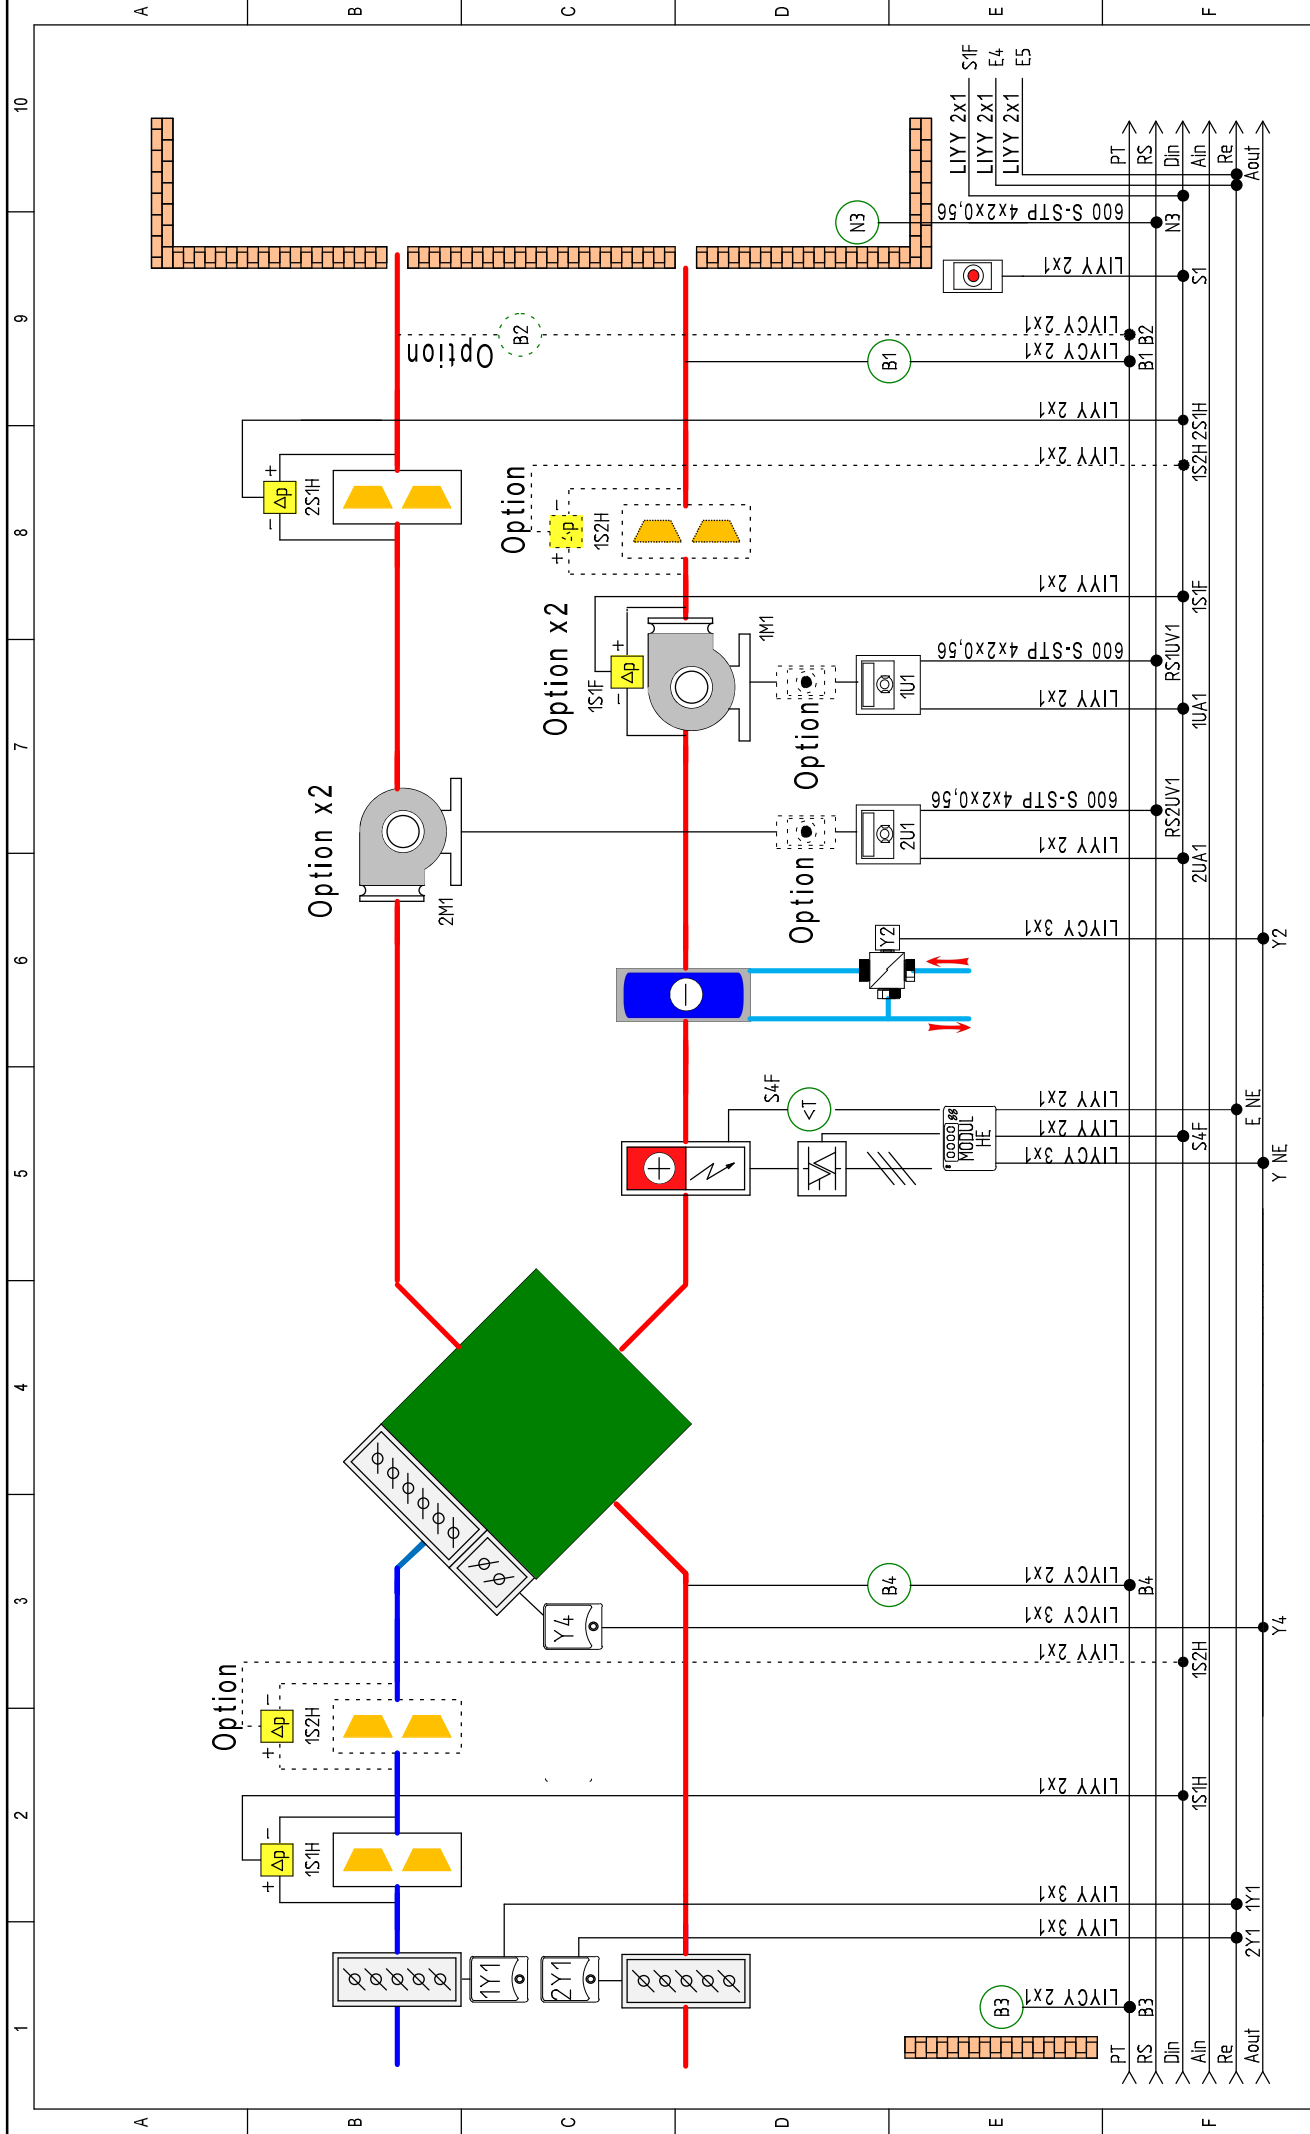 A
B
C
D
E
F
10
9
8
7
6
5
4
3
2
1
S1F
E4
E5
LIYY 2x1
LIYY 2x1
LIYY 2x1
PT
RS
Din
Ain
Re
Aout
N3
600 S-STP 4x2x0,56
N3
LIYY 2x1
S1
B2
Option
LIYCY 2x1
B2
B1
LIYCY 2x1
B1
LIYY 2x1
2S1H
+
Δp
-
2S1H
Option
LIYY 2x1
1S2H
-
Δp
+
1S2H
LIYY 2x1
1S1F
Option x2
+
Δp
-
1S1F
1M1
600 S-STP 4x2x0,56
RS1UV1
1U1
Option
LIYY 2x1
1UA1
Option x2
2M1
600 S-STP 4x2x0,56
RS2UV1
2U1
Option
LIYY 2x1
2UA1
Y2
LIYCY 3x1
Y2
S4F
<T
LIYY 2x1
E NE
MODUL
HE
0000
88
LIYY 2x1
S4F
LIYCY 3x1
Y NE
B4
LIYCY 2x1
B4
Y4
LIYCY 3x1
Y4
Option
LIYY 2x1
1S2H
-
Δp
+
1S2H
LIYY 2x1
1S1H
-
Δp
+
1S1H
1Y1
LIYY 3x1
1Y1
2Y1
LIYY 3x1
2Y1
B3
LIYCY 2x1
B3
PT
RS
Din
Ain
Re
Aout
A
B
C
D
E
F